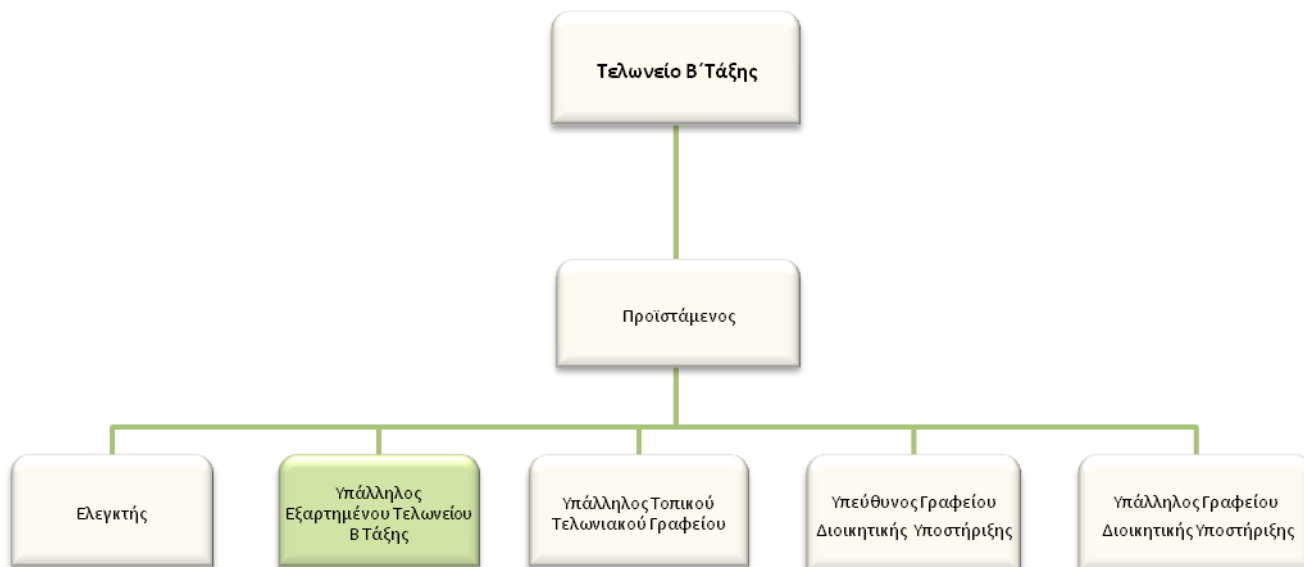 Τελωνείο Β΄Τάξης
Προϊστάμενος
Ελεγκτής
Υπάλληλος
Εξαρτημένου Τελωνείου
Β Τάξης
Υπάλληλος Τοπικού
Τελωνιακού Γραφείου
Υπεύθυνος Γραφείου
Διοικητικής Υποστήριξης
Υπάλληλος Γραφείου
Διοικητικής Υποστήριξης